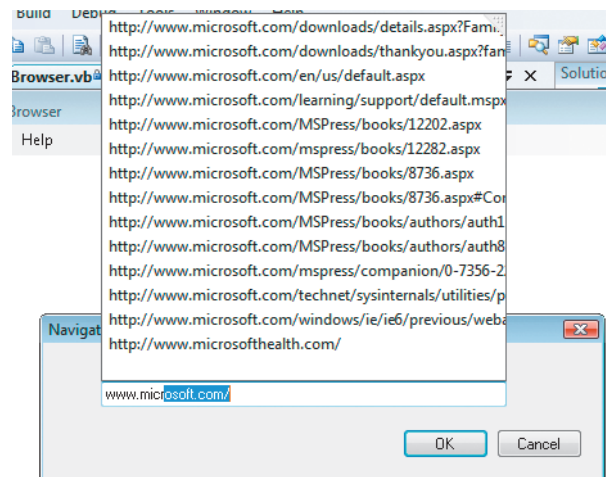 Build Debug Tools Window Help
http://www.microsoft.com/downloads/details.aspx?Fami
http://www.microsoft.com/downloads/thankyou.aspx?fam
http://www.microsoft.com/en/us/default.aspx
Browser.vb Solutio
http://www.microsoft.com/learning/support/default.mspx
Browser
http://www.microsoft.com/MSPress/books/12202.aspx
Help
http://www.microsoft.com/mspress/books/12282.aspx
http://www.microsoft.com/MSPress/books/8736.aspx
http://www.microsoft.com/MSPress/books/8736.aspx#Cor
http://www.microsoft.com/MSPress/books/authors/auth1
http://www.microsoft.com/MSPress/books/authors/auth8
http://www.microsoft.com/mspress/companion/0-7356-2
http://www.microsoft.com/technet/sysinternals/utilities/p
http://www.microsoft.com/windows/ie/ie6/previous/weba
Navigat
http://www.microsofthealth.com/
www.microsoft.com/
OK Cancel